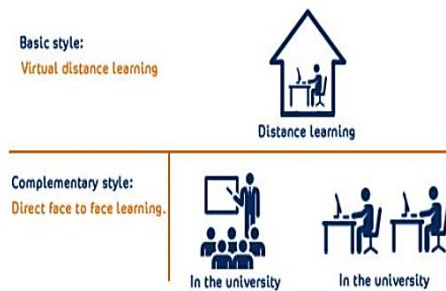 Basic style:
Virtual distance learning
Distance learning
Complementary style:
Direct face to face learning.
In the university
In the university